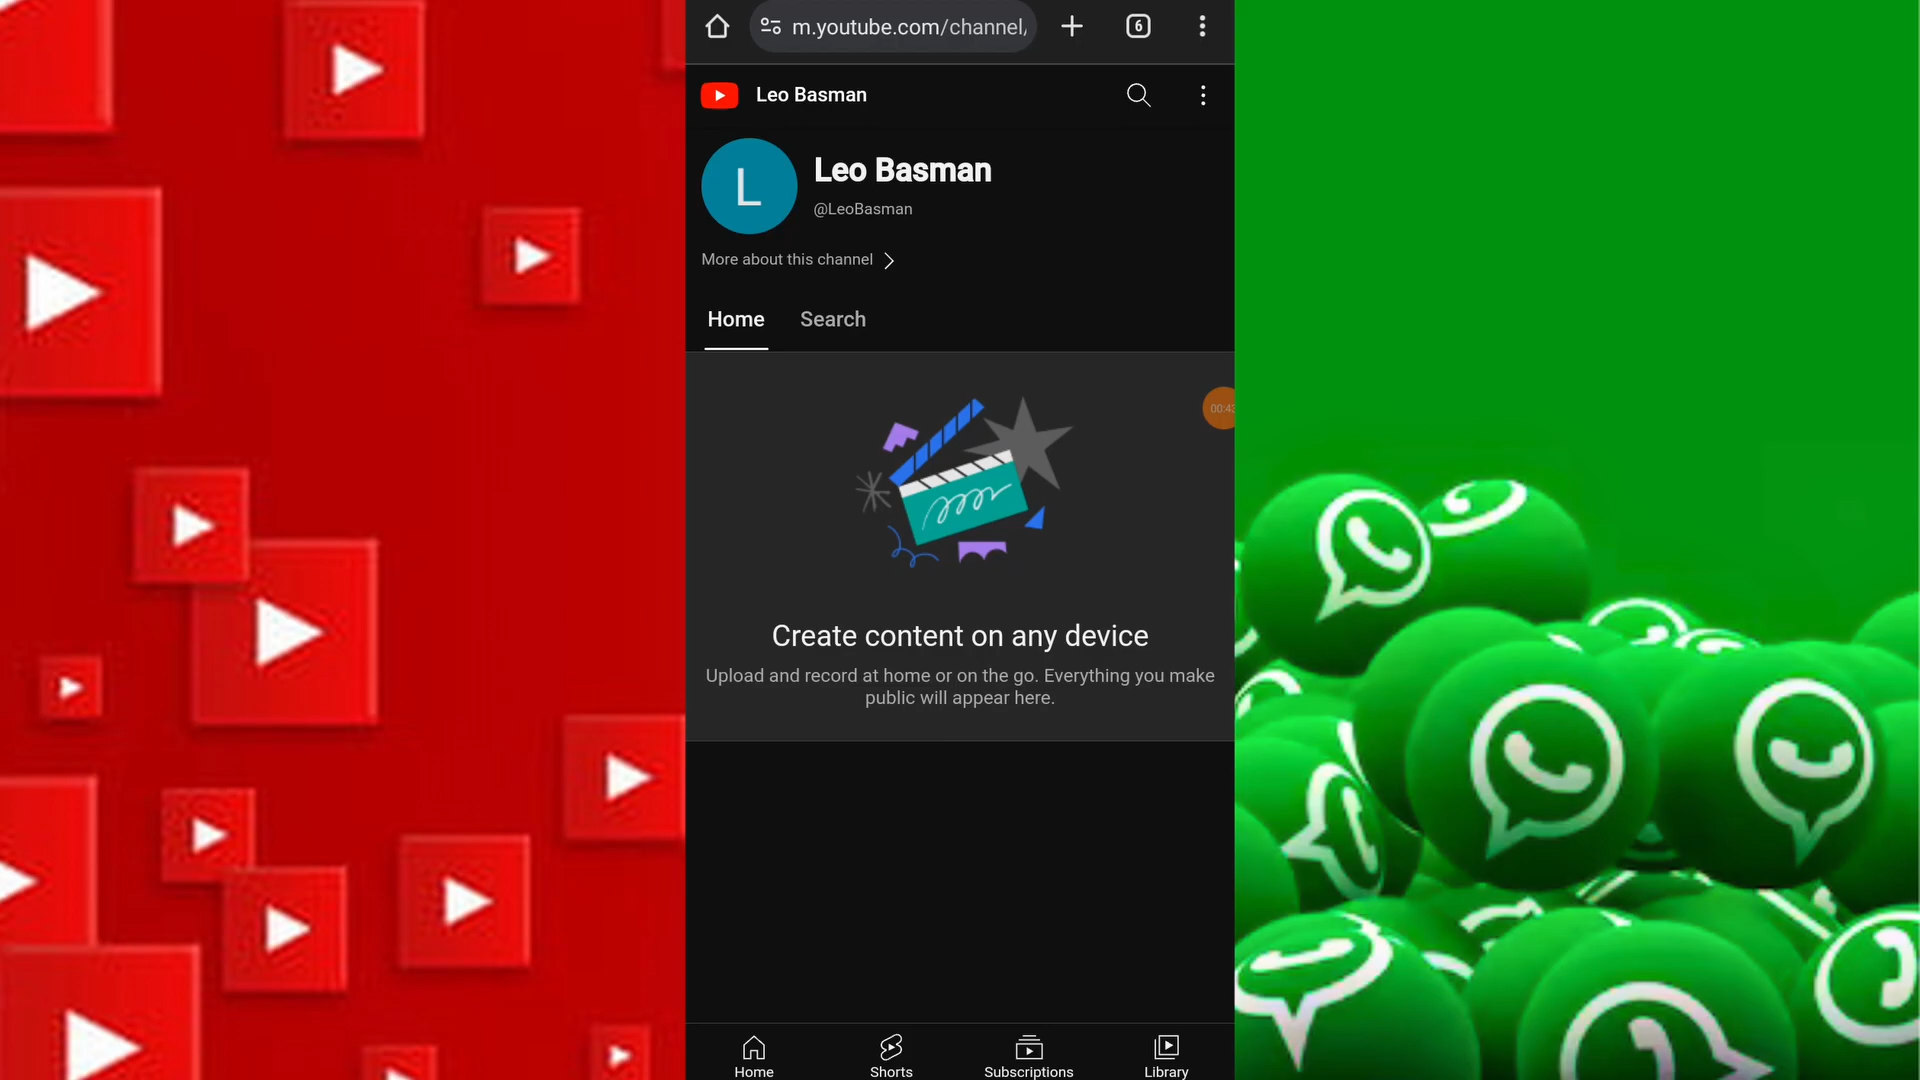 m.youtube.com/channel/
6
Leo Basman
L
Leo Basman
@LeoBasman
More about this channel
Home
Search
00:43
Create content on any device
Upload and record at home or on the go. Everything you make
public will appear here.
Home
Shorts
Subscriptions
Library